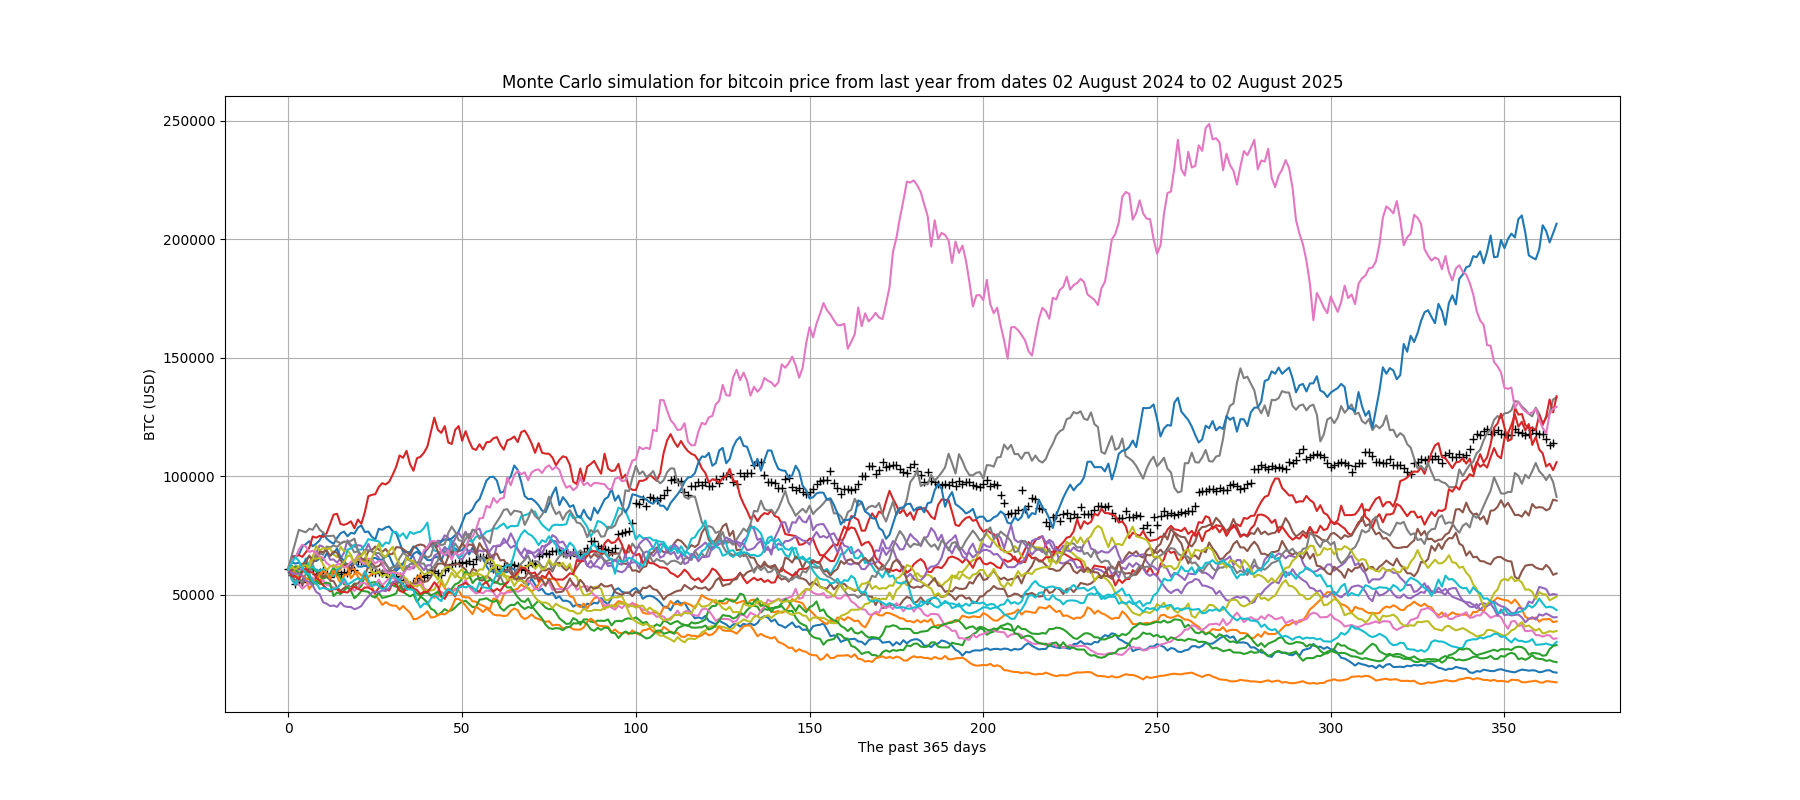 Monte Carlo simulation for bitcoin price from last year from dates 02 August 2024 to 02 August 2025
250000
200000
150000
100000
50000
BTC (USD)
0 50 100 150 200 250 300 350
The past 365 days